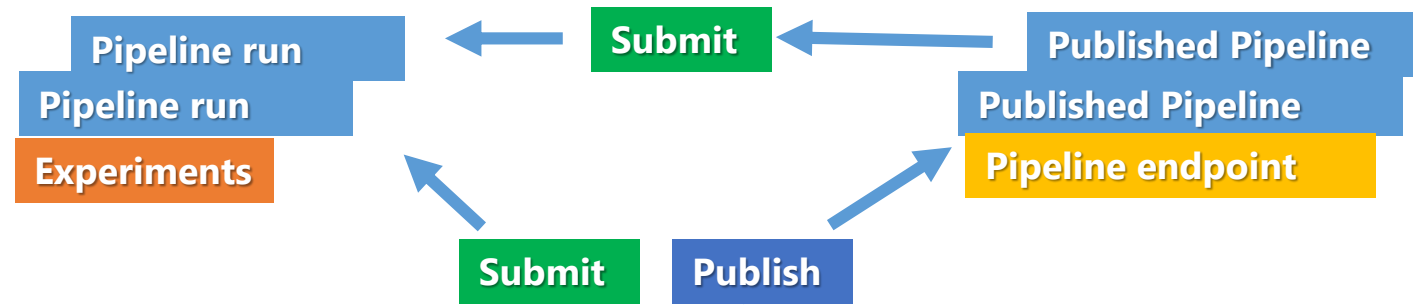 Pipeline run
Submit
Published Pipeline
Pipeline run
Published Pipeline
Experiments
Pipeline endpoint
Submit
Publish